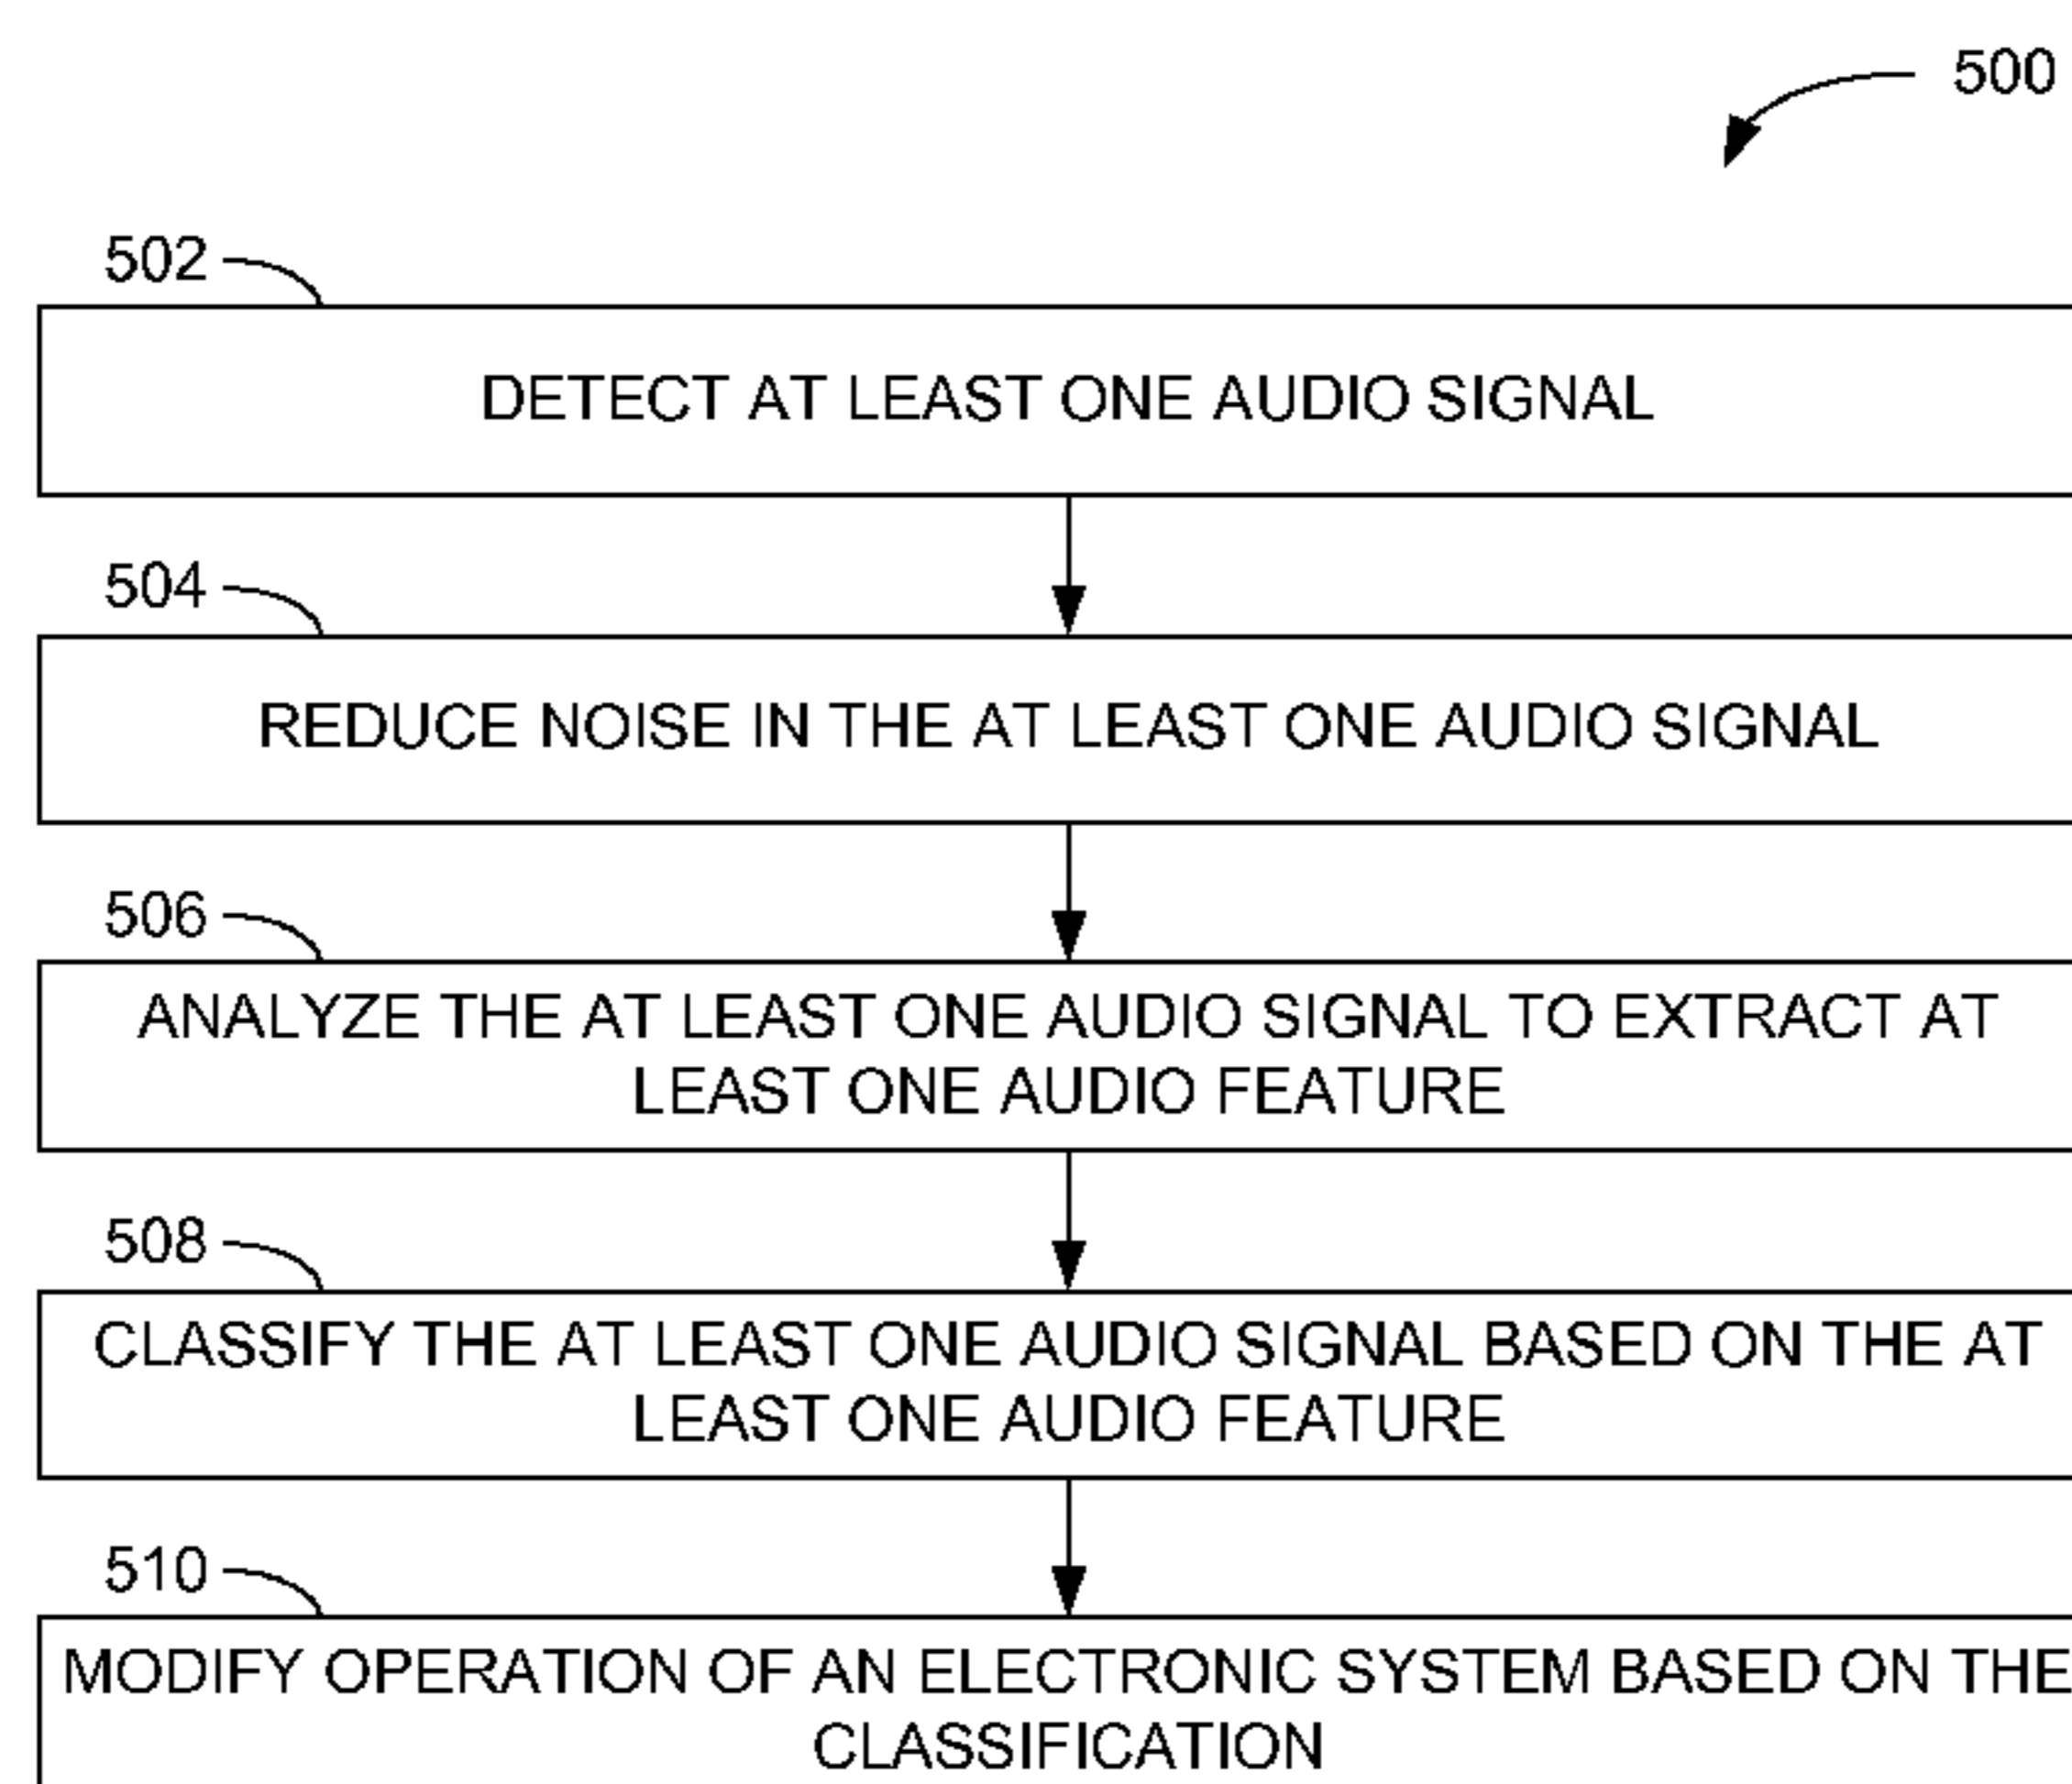 500
502
DETECT AT LEAST ONE AUDIO SIGNAL
504
REDUCE NOISE IN THE AT LEAST ONE AUDIO SIGNAL
506
ANALYZE THE AT LEAST ONE AUDIO SIGNAL TO EXTRACT AT
LEAST ONE AUDIO FEATURE
508
CLASSIFY THE AT LEAST ONE AUDIO SIGNAL BASED ON THE AT
LEAST ONE AUDIO FEATURE
510
MODIFY OPERATION OF AN ELECTRONIC SYSTEM BASED ON THE
CLASSIFICATION